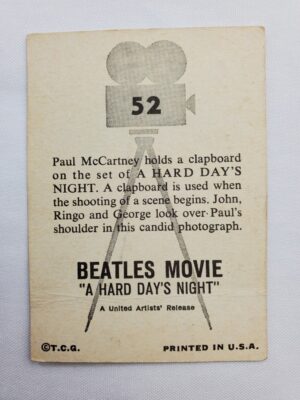 52
Paul McCartney holds a clapboard
on the set of A HARD DAY'S
NIGHT. A clapboard is used when
the shooting of a scene begins. John,
Ringo and George look over Paul's
shoulder in this candid photograph.
BEATLES MOVIE
"A HARD DAY'S NIGHT"
A United Artists' Release
©T.C.G. PRINTED IN U.S.A.